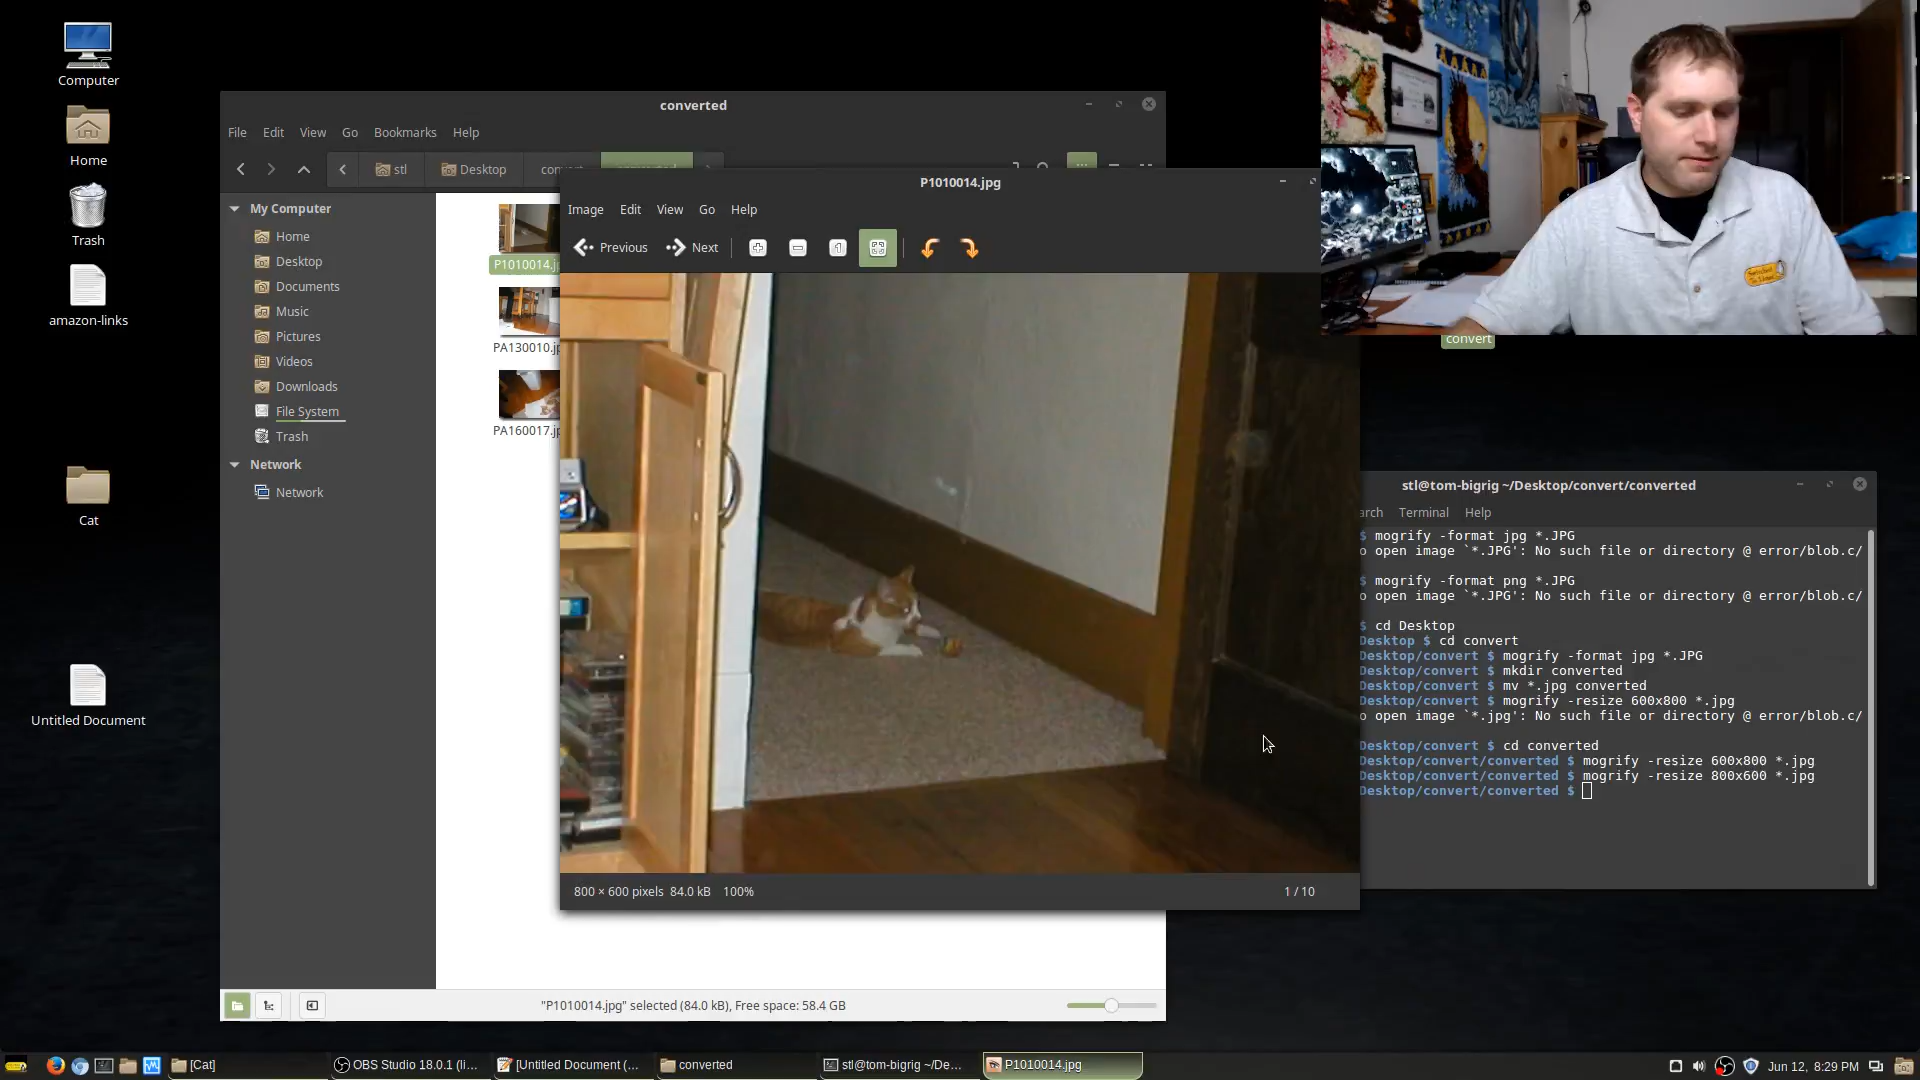 Computer
Home
Trash
amazon-links
Cat
Untitled Document
converted
File Edit View Go Bookmarks Help
stl Desktop
My Computer
Home
Desktop
Documents
Music
Pictures
Videos
Downloads
File System
Trash
Network
Network
P1010014.j
PA130010.j
PA160017.j
"P1010014.jpg" selected (84.0 kB), Free space: 58.4 GB
P1010014.jpg
Image Edit View Go Help
Previous Next
800 × 600 pixels 84.0 kB 100%
1 / 10
convert
stl@tom-bigrig ~/Desktop/convert/converted
arch Terminal Help
$ mogrify -format jpg *.JPG
o open image `*.JPG': No such file or directory @ error/blob.c/
$ mogrify -format png *.JPG
o open image `*.JPG': No such file or directory @ error/blob.c/
$ cd Desktop
Desktop $ cd convert
Desktop/convert $ mogrify -format jpg *.JPG
Desktop/convert $ mkdir converted
Desktop/convert $ mv *.jpg converted
Desktop/convert $ mogrify -resize 600x800 *.jpg
o open image `*.jpg': No such file or directory @ error/blob.c/
Desktop/convert $ cd converted
Desktop/convert/converted $ mogrify -resize 600x800 *.jpg
Desktop/convert/converted $ mogrify -resize 800x600 *.jpg
Desktop/convert/converted $
[Cat]
OBS Studio 18.0.1 (li...
[Untitled Document (...
converted
stl@tom-bigrig ~/De...
P1010014.jpg
Jun 12, 8:29 PM